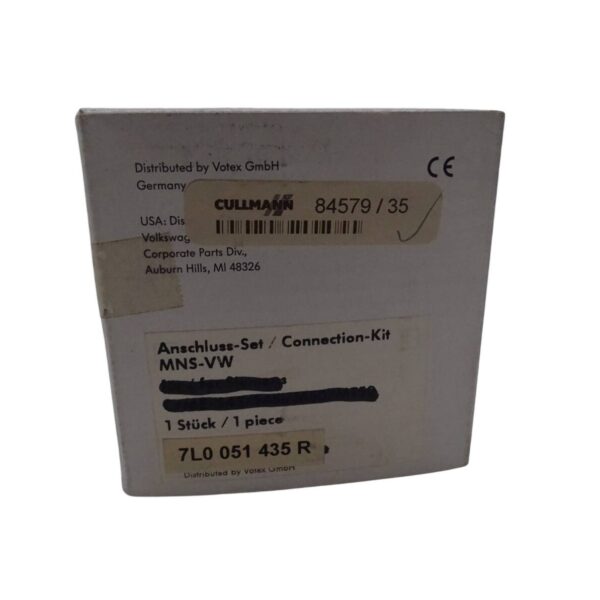 Distributed by Votex GmbH
Germany
CE
CULLMANN 84579 / 35
USA: Dis
Volkswag
Corporate Parts Div.,
Auburn Hills, MI 48326
Anschluss-Set / Connection-Kit
MNS-VW
1 Stück / 1 piece
7L0 051 435 R
Distributed by Votex GmbH